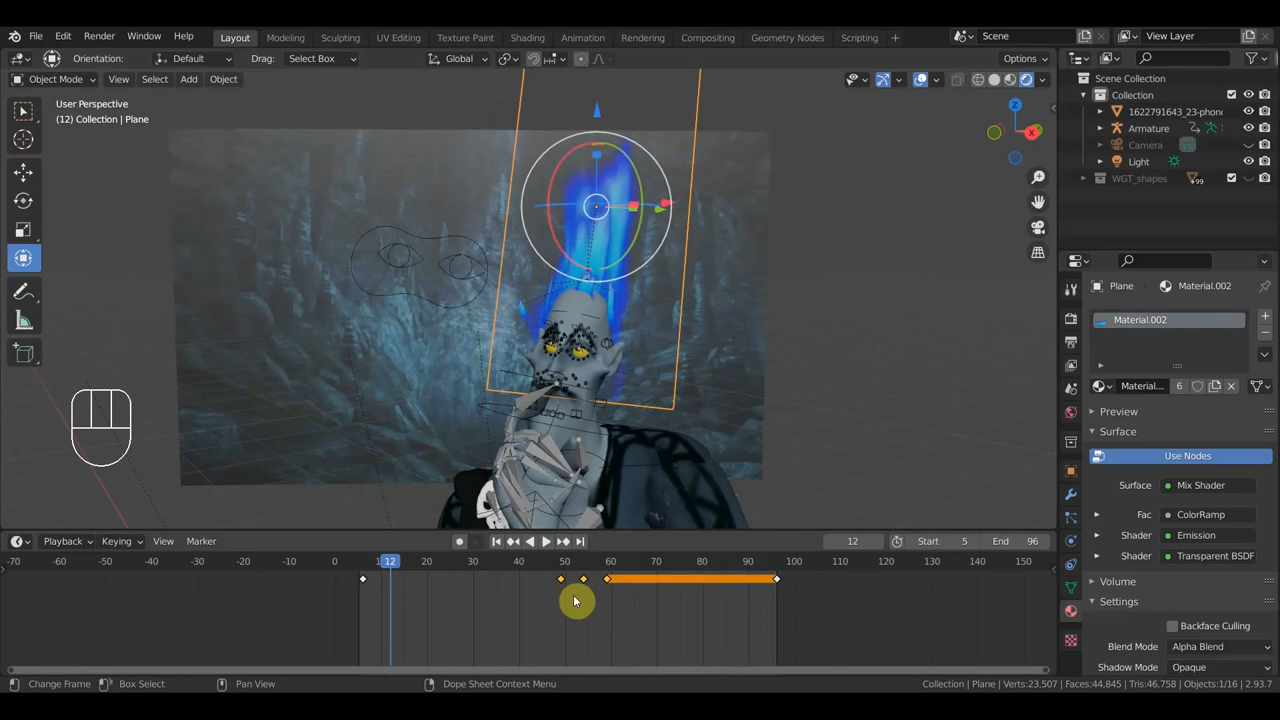 File Edit Render Window Help Layout Modeling Sculpting UV Editing Texture Paint Shading Animation Rendering Compositing Geometry Nodes Scripting + Scene View Layer
Orientation: Default Drag: Select Box Global Options
Object Mode View Select Add Object
User Perspective
(12) Collection | Plane
Z
X
Scene Collection
Collection
1622791643_23-phon
Armature
Camera
Light
WGT_shapes 99
Plane Material.002
Material.002
Material.... 6
Preview
Surface
Use Nodes
Surface Mix Shader
Fac ColorRamp
Shader Emission
Shader Transparent BSDF
Volume
Settings
Backface Culling
Blend Mode Alpha Blend
Shadow Mode Opaque
Playback Keying View Marker 12 Start 5 End 96
-70 -60 -50 -40 -30 -20 -10 0 12 20 30 40 50 60 70 80 90 100 110 120 130 140 150
Change Frame Box Select Pan View Dope Sheet Context Menu Collection | Plane | Verts:23,507 | Faces:44,845 | Tris:46,758 | Objects:1/16 | 2.93.7